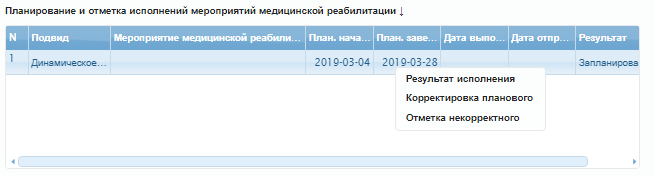 Планирование и отметка исполнений мероприятий медицинской реабилитации ↓
N Подвид Мероприятие медицинской реабили... План. нача... План. заве... Дата выпо... Дата отпр... Результат
1 Динамическое... 2019-03-04 2019-03-28 Запланирова
Результат исполнения
Корректировка планового
Отметка некорректного